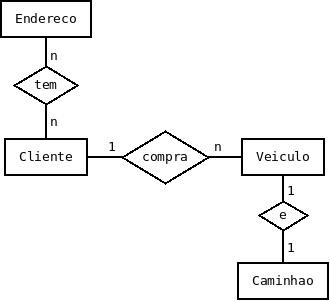 Endereco
n
tem
n
Cliente
1
compra
n
Veiculo
1
e
1
Caminhao